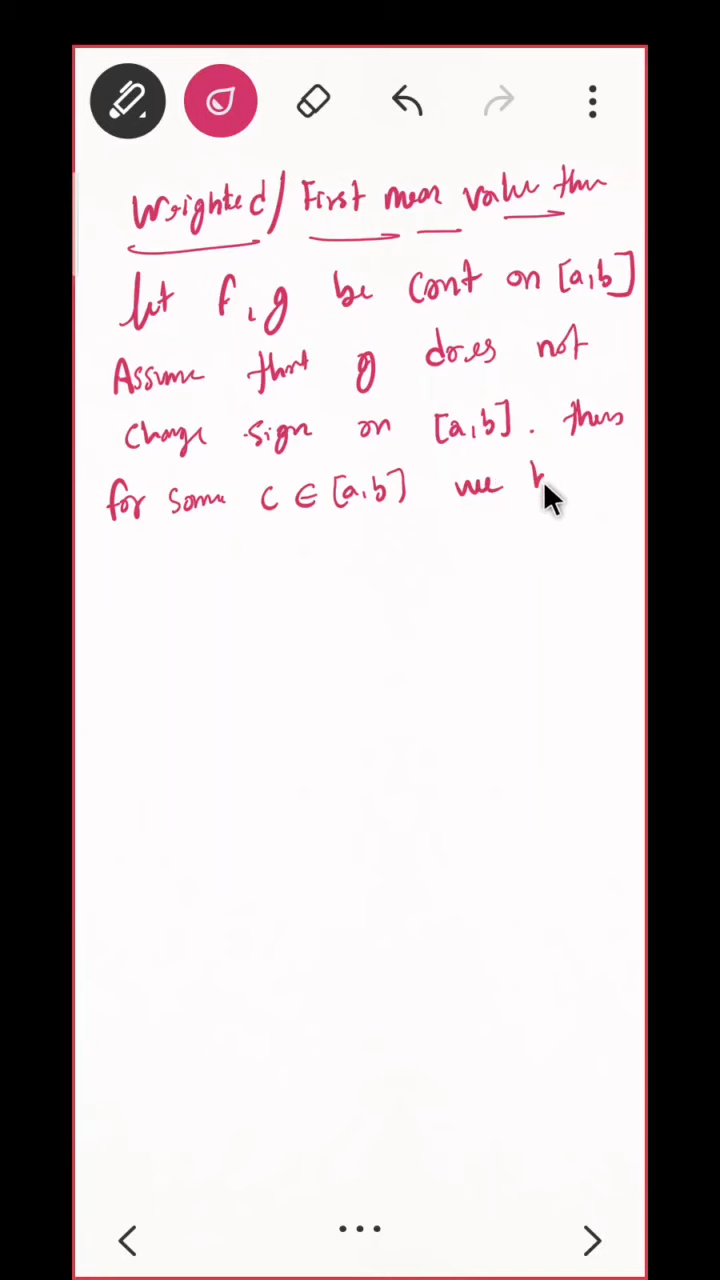 Weighted/First mean value thm
let f, g be cont on [a,b]
Assume that g does not
change sign on [a,b]. then
for some c ∈ [a,b] we h